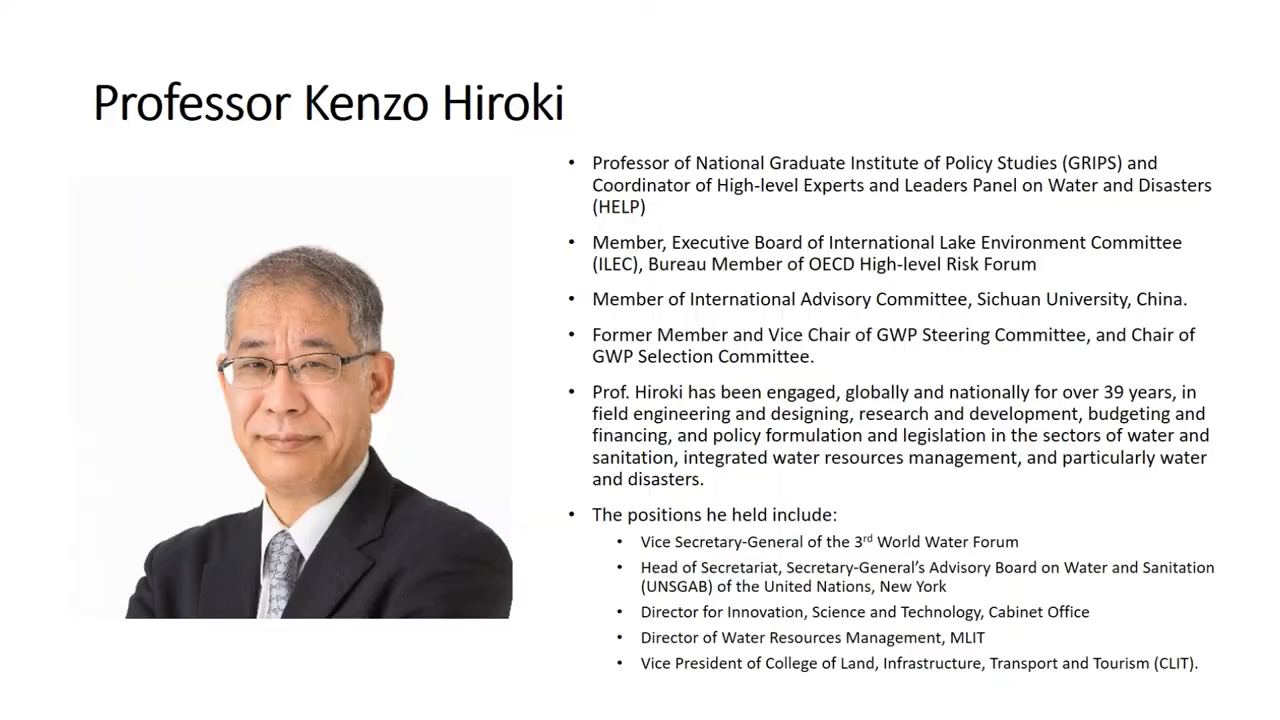 Professor Kenzo Hiroki
• Professor of National Graduate Institute of Policy Studies (GRIPS) and
Coordinator of High-level Experts and Leaders Panel on Water and Disasters
(HELP)
• Member, Executive Board of International Lake Environment Committee
(ILEC), Bureau Member of OECD High-level Risk Forum
• Member of International Advisory Committee, Sichuan University, China.
• Former Member and Vice Chair of GWP Steering Committee, and Chair of
GWP Selection Committee.
• Prof. Hiroki has been engaged, globally and nationally for over 39 years, in
field engineering and designing, research and development, budgeting and
financing, and policy formulation and legislation in the sectors of water and
sanitation, integrated water resources management, and particularly water
and disasters.
• The positions he held include:
• Vice Secretary-General of the 3rd World Water Forum
• Head of Secretariat, Secretary-General’s Advisory Board on Water and Sanitation
(UNSGAB) of the United Nations, New York
• Director for Innovation, Science and Technology, Cabinet Office
• Director of Water Resources Management, MLIT
• Vice President of College of Land, Infrastructure, Transport and Tourism (CLIT).